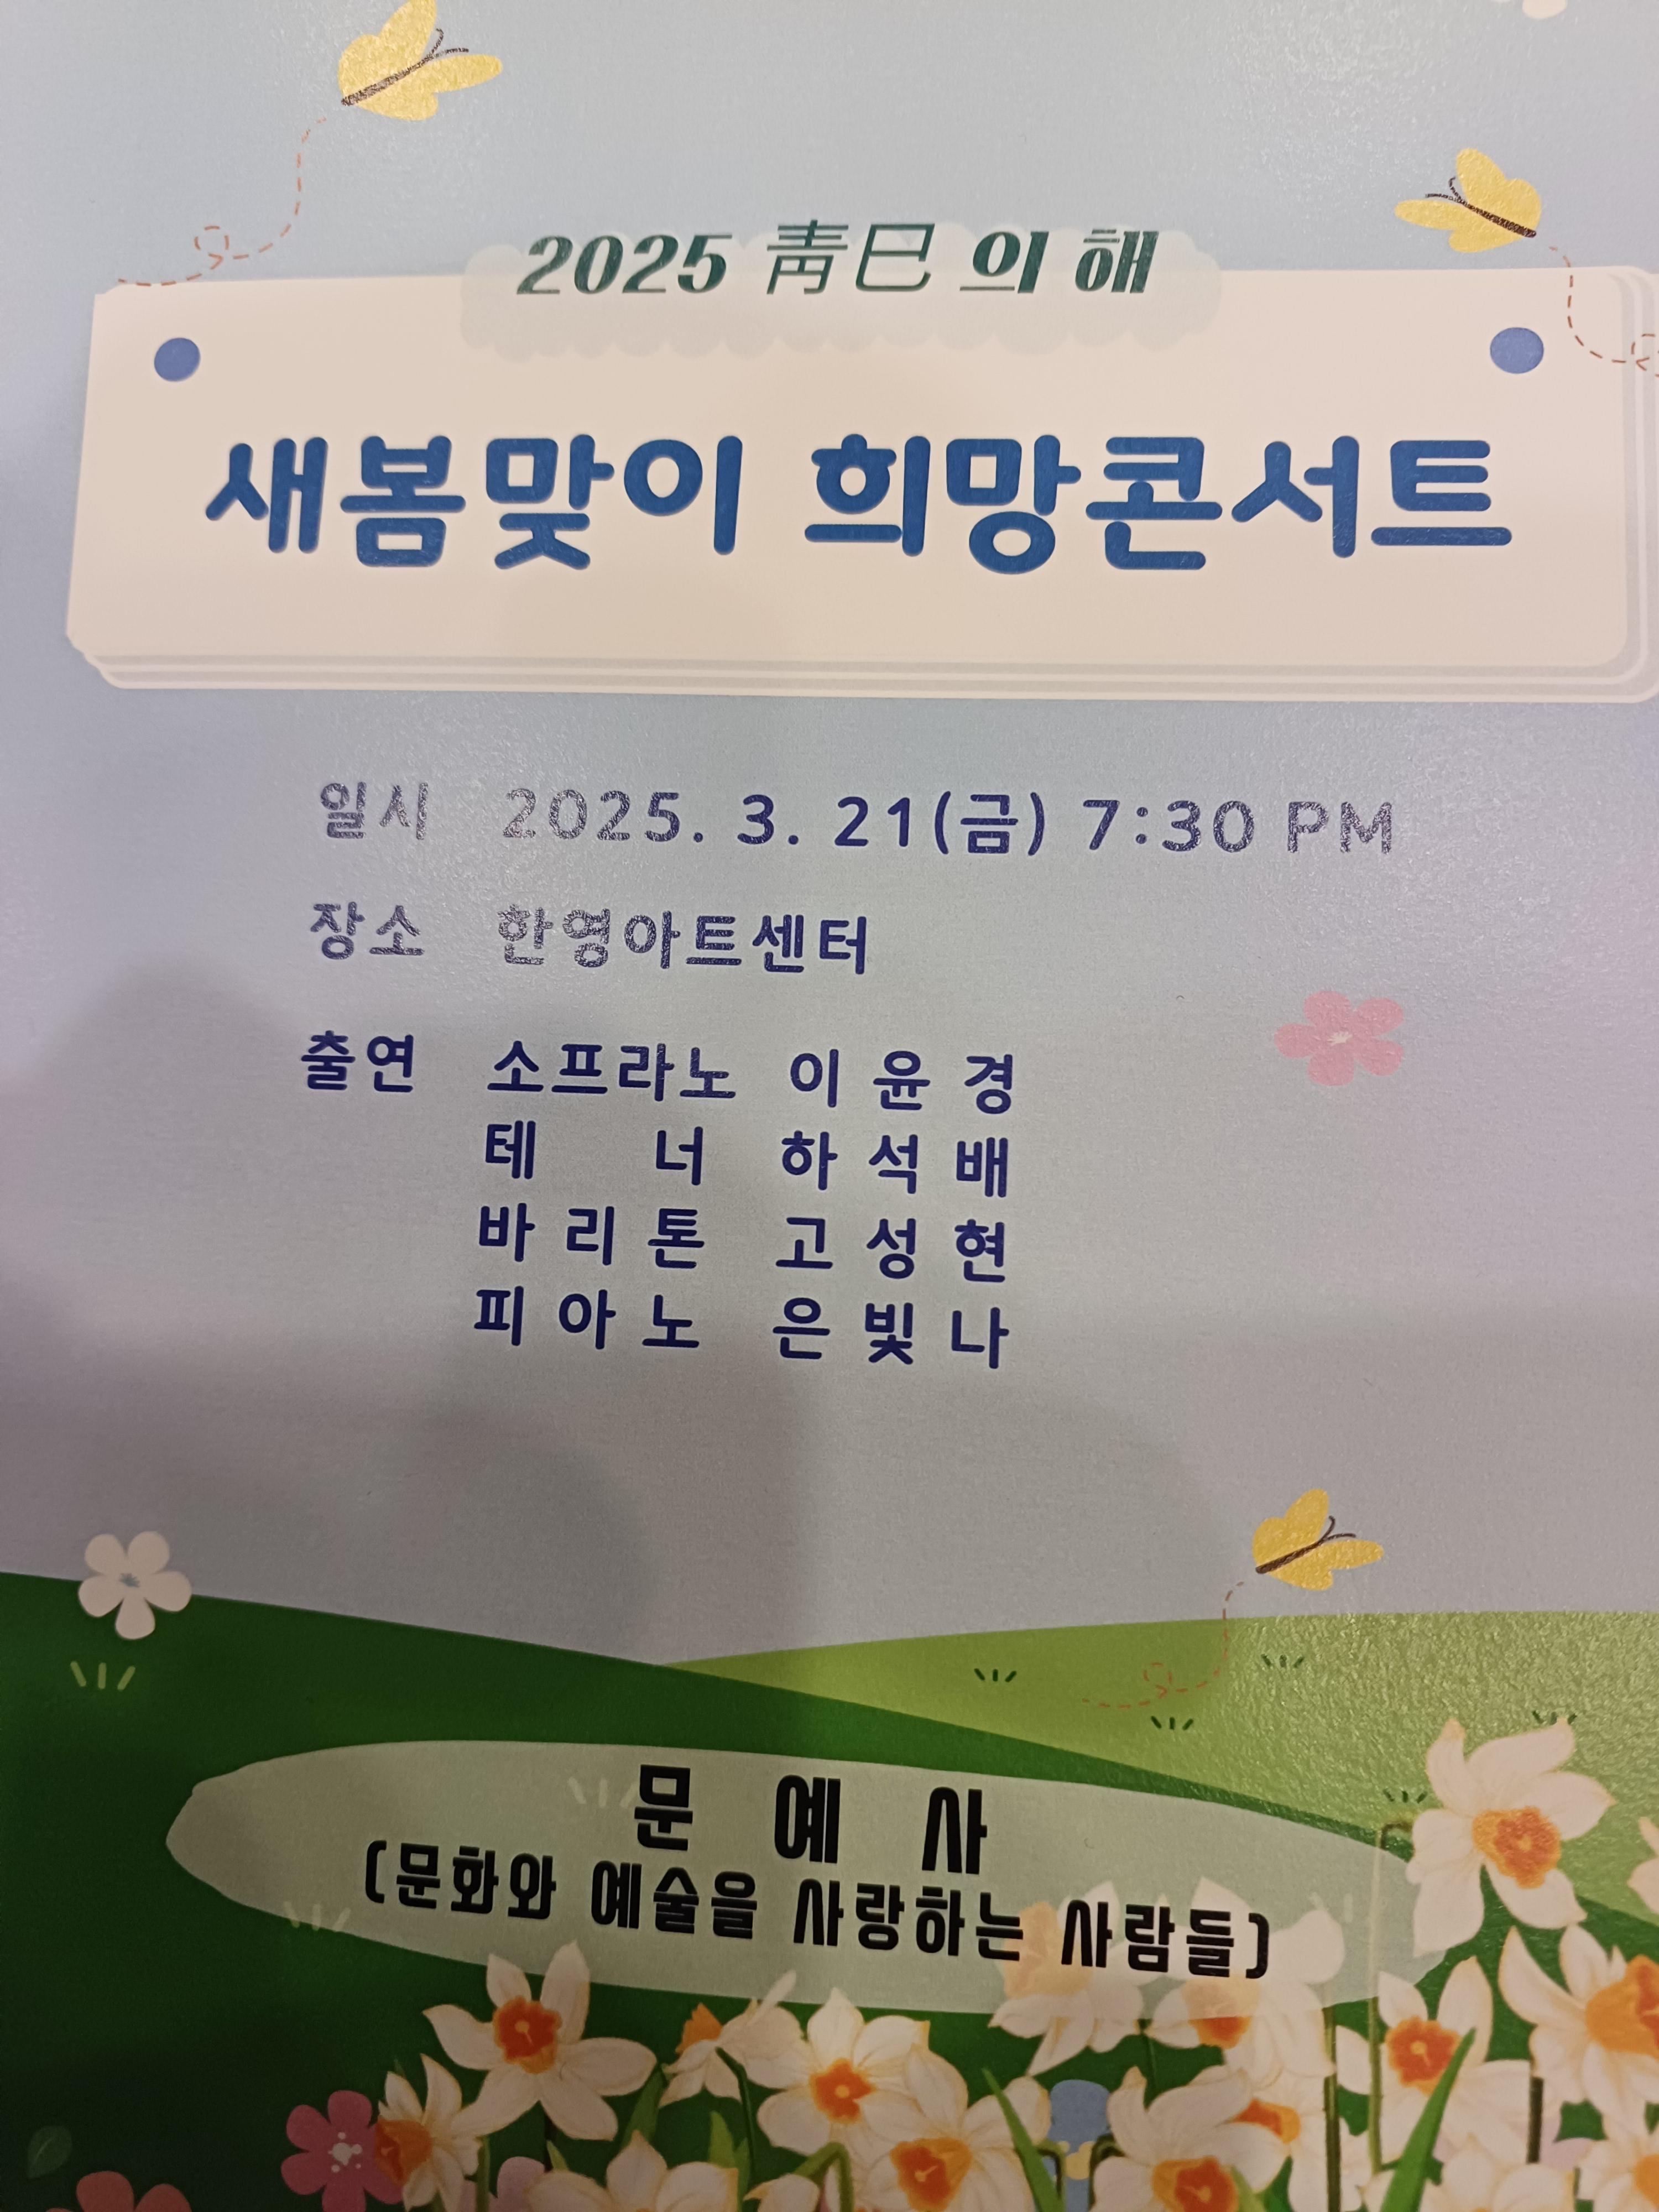 2025 靑巳 의 해
새봄맞이 희망콘서트
일시 2025. 3. 21(금) 7:30 PM
장소 한영아트센터
출연 소프라노 이 윤 경
테 너 하 석 배
바 리 톤 고 성 현
피 아 노 은 빛 나
문 예 사
(문화와 예술을 사랑하는 사람들)